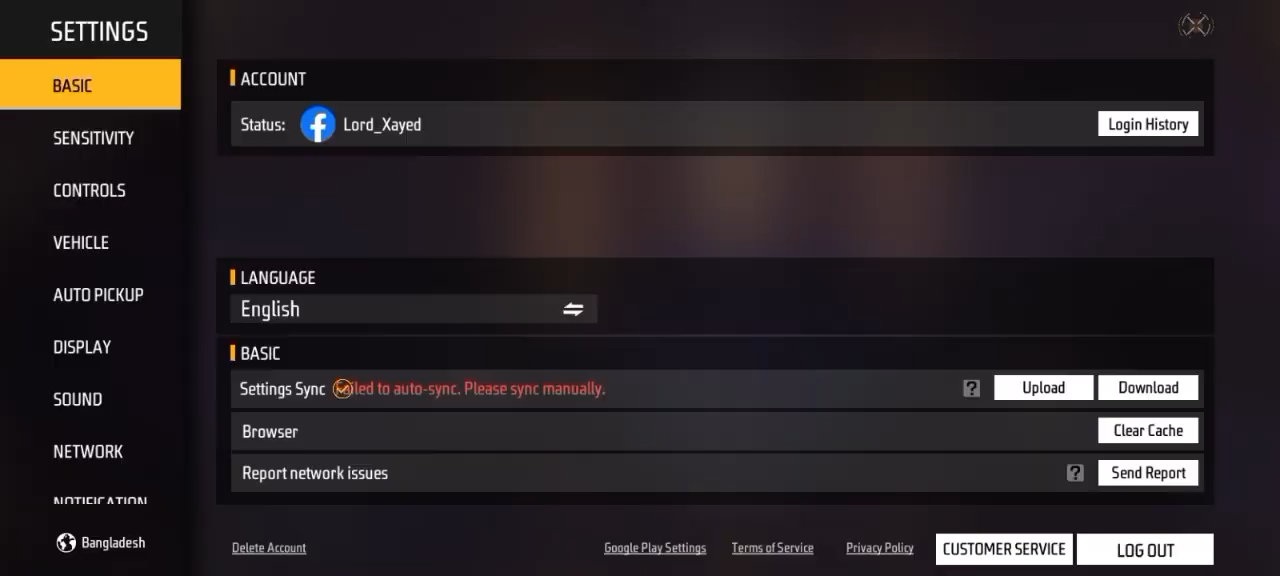 SETTINGS
BASIC
SENSITIVITY
CONTROLS
VEHICLE
AUTO PICKUP
DISPLAY
SOUND
NETWORK
NOTIFICATION
Bangladesh
ACCOUNT
Status: Lord_Xayed
Login History
LANGUAGE
English
BASIC
Settings Sync Failed to auto-sync. Please sync manually.
? Upload Download
Browser
Clear Cache
Report network issues
? Send Report
Delete Account
Google Play Settings
Terms of Service
Privacy Policy
CUSTOMER SERVICE
LOG OUT